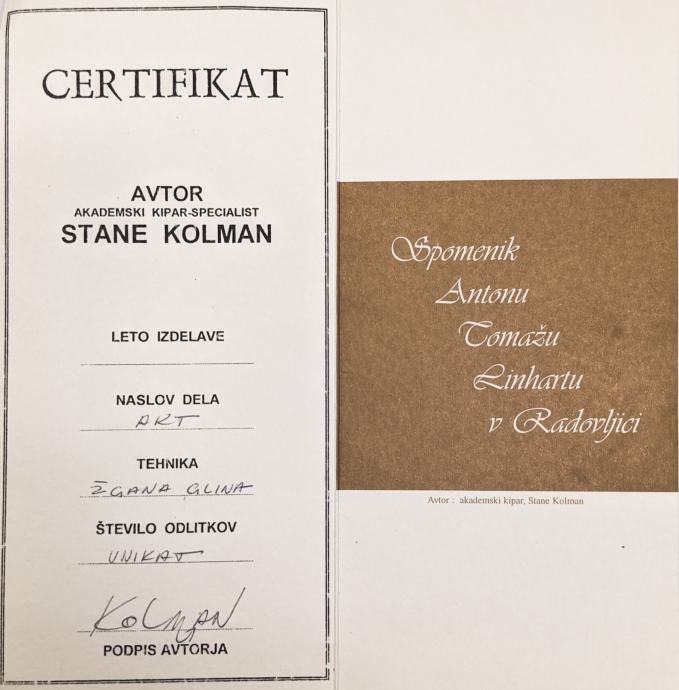 CERTIFIKAT
AVTOR
AKADEMSKI KIPAR-SPECIALIST
STANE KOLMAN
LETO IZDELAVE
NASLOV DELA
AKT
TEHNIKA
ŽGANA GLINA
ŠTEVILO ODLITKOV
UNIKAT
KOLMAN
PODPIS AVTORJA
Spomenik
Antonu
Tomažu
Linhartu
v Radovljici
Avtor : akademski kipar, Stane Kolman